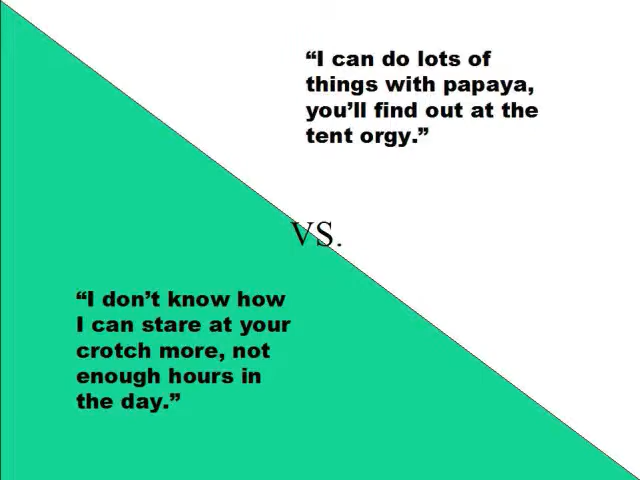 “I can do lots of
things with papaya,
you’ll find out at the
tent orgy.”
VS.
“I don’t know how
I can stare at your
crotch more, not
enough hours in
the day.”